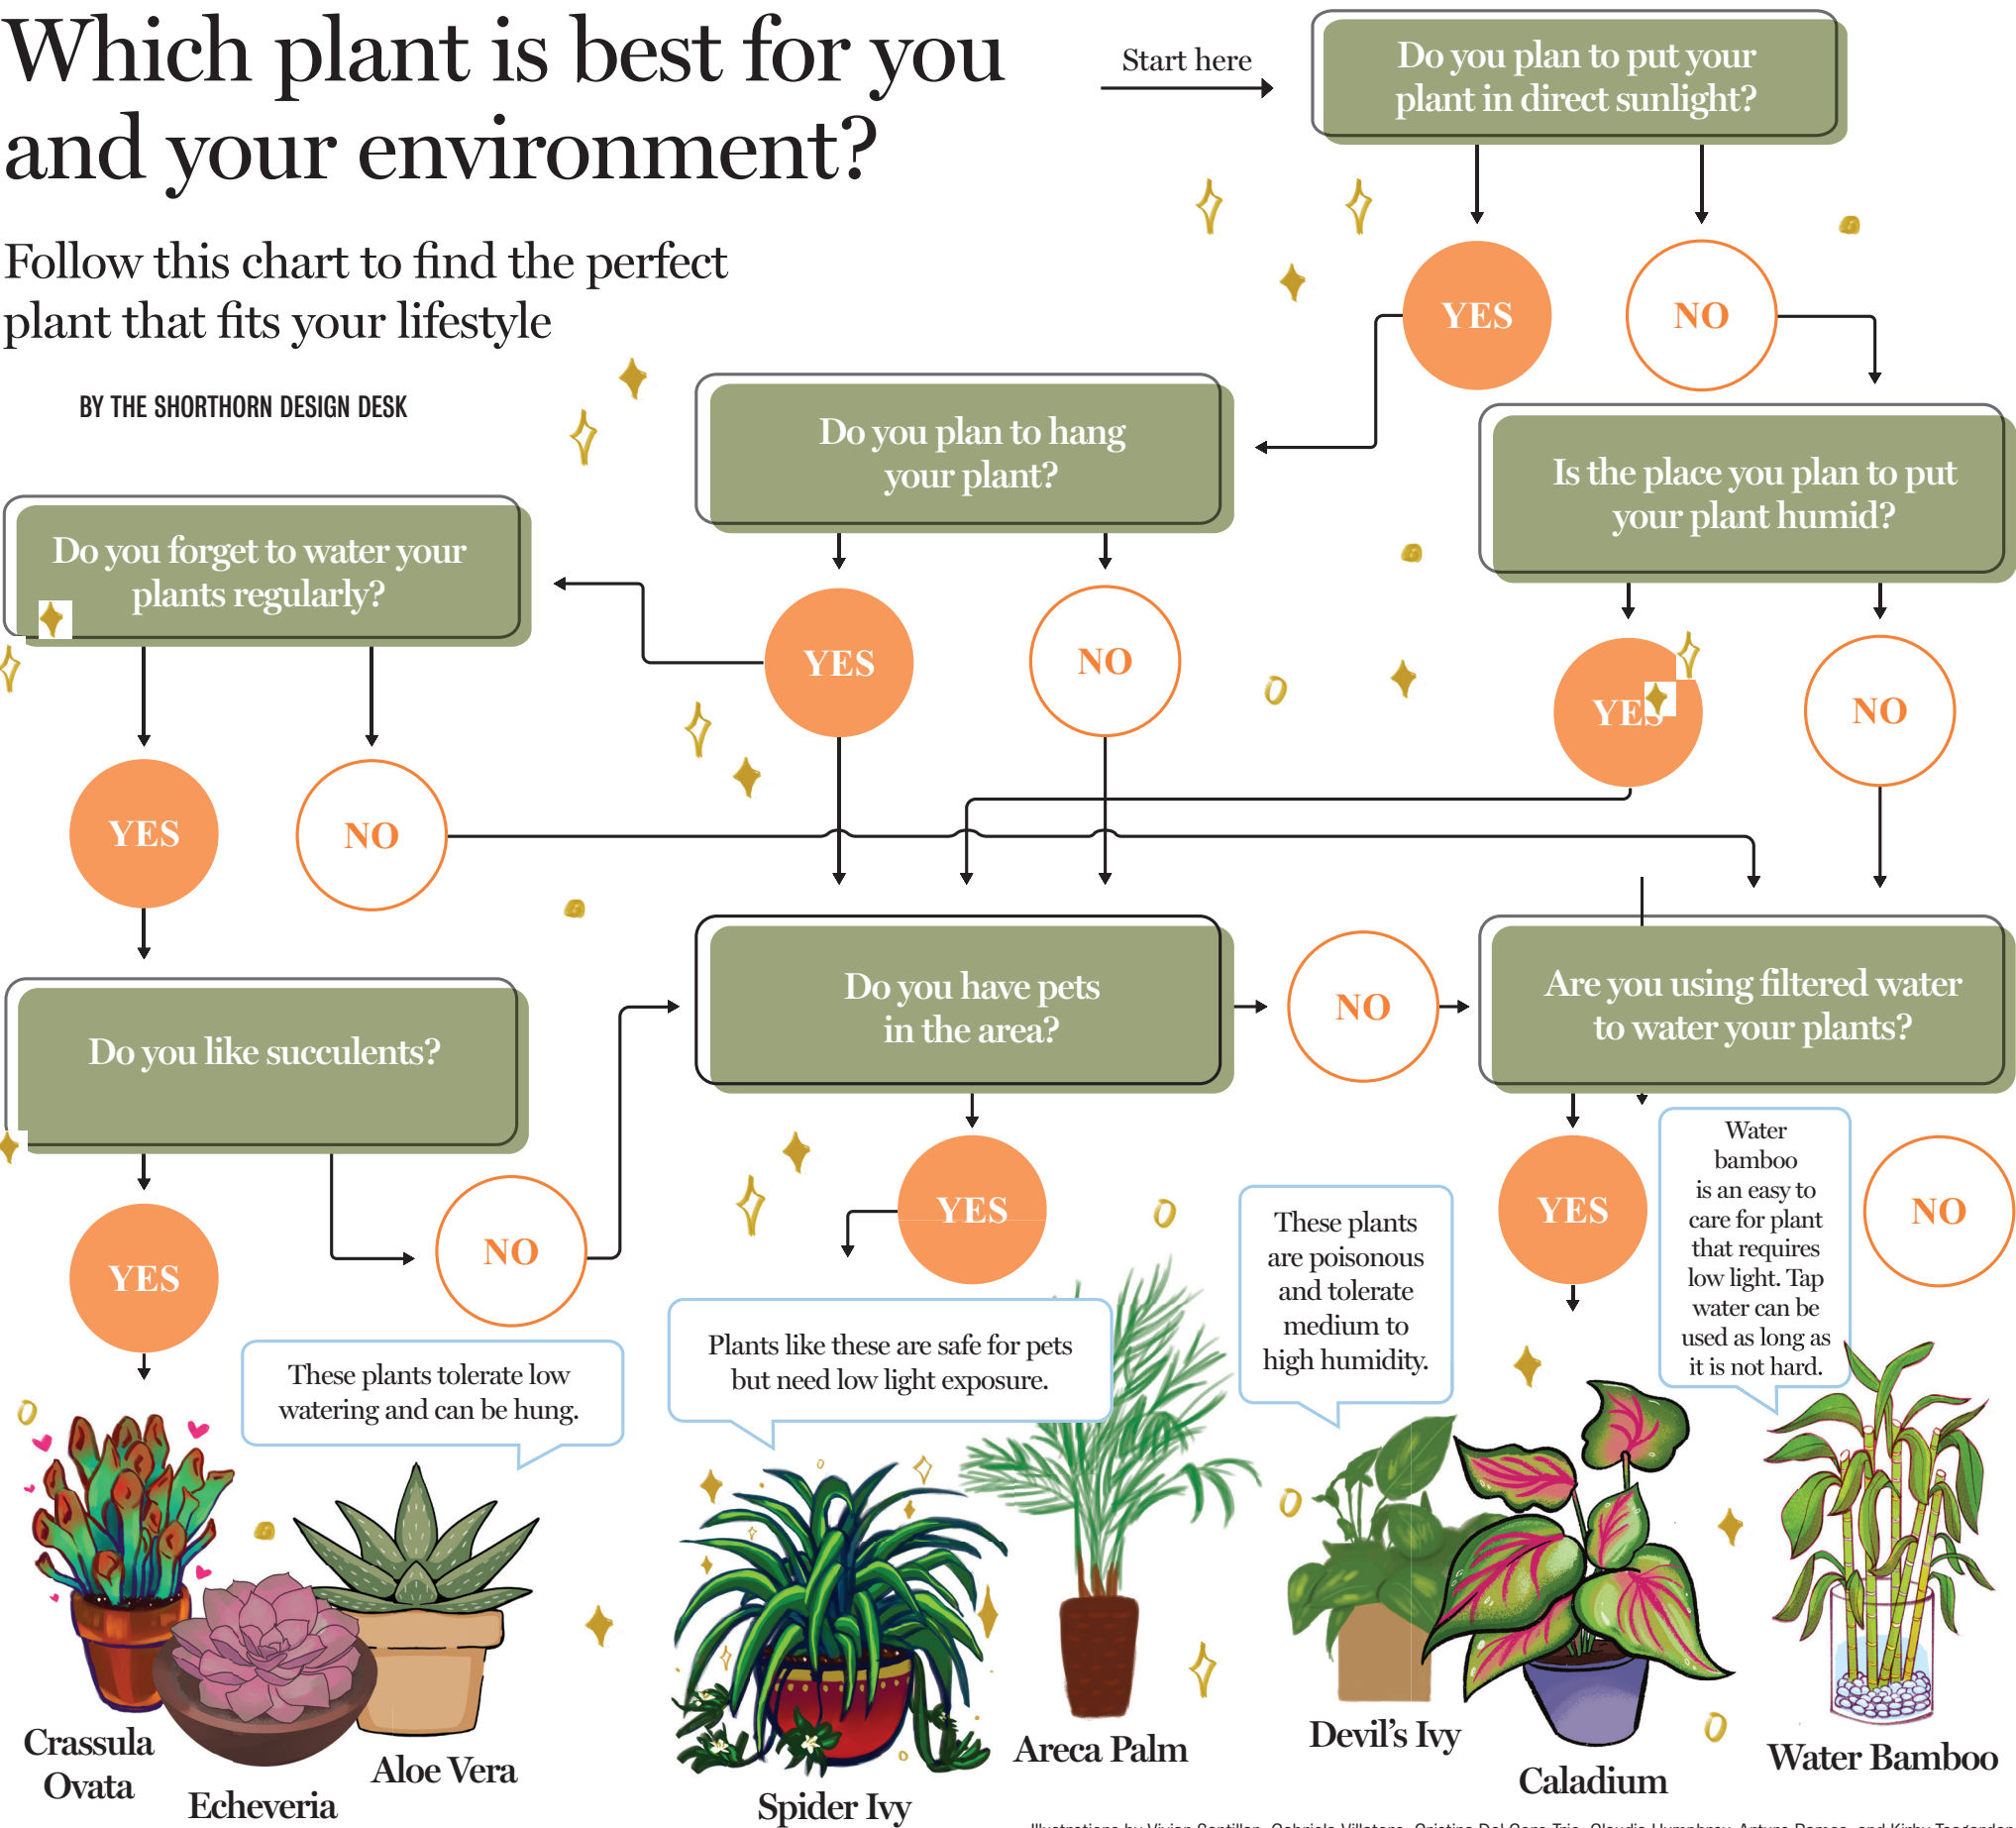 Which plant is best for you
and your environment?
Follow this chart to find the perfect
plant that fits your lifestyle
BY THE SHORTHORN DESIGN DESK
Start here
Do you plan to put your
plant in direct sunlight?
YES
NO
Do you plan to hang
your plant?
YES
NO
Is the place you plan to put
your plant humid?
YES
NO
Do you forget to water your
plants regularly?
YES
NO
Do you like succulents?
YES
NO
Do you have pets
in the area?
NO
YES
Are you using filtered water
to water your plants?
YES
NO
These plants tolerate low
watering and can be hung.
Plants like these are safe for pets
but need low light exposure.
These plants
are poisonous
and tolerate
medium to
high humidity.
Water
bamboo
is an easy to
care for plant
that requires
low light. Tap
water can be
used as long as
it is not hard.
Crassula
Ovata
Echeveria
Aloe Vera
Spider Ivy
Areca Palm
Devil's Ivy
Caladium
Water Bamboo